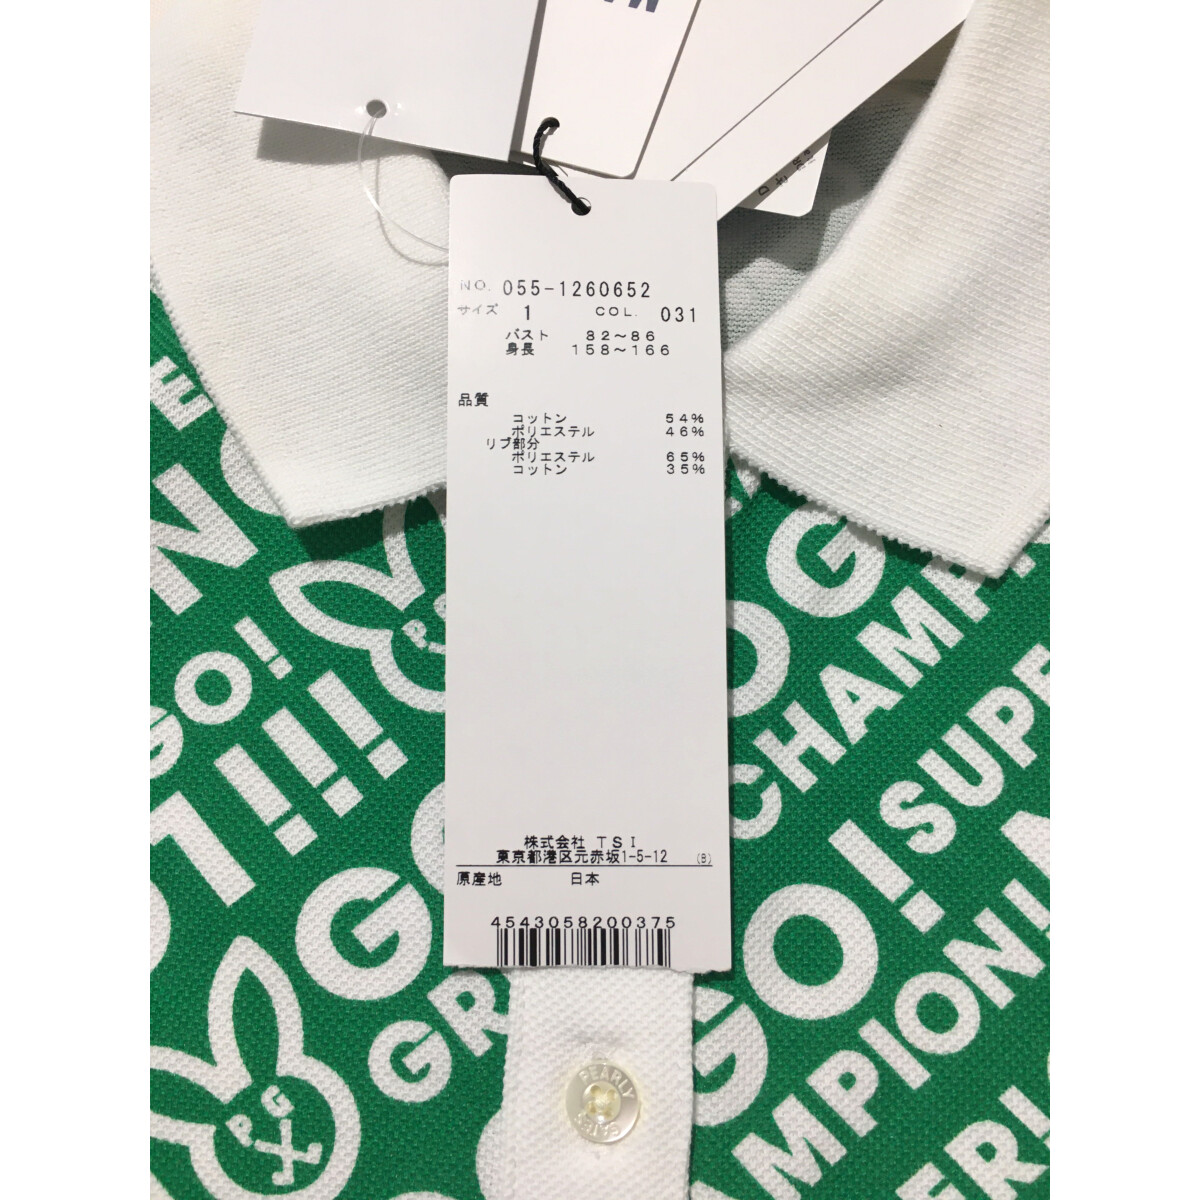 NO. 055-1260652
サイズ 1 COL. 031
バスト 82~86
身長 158~166
品質
コットン 54%
ポリエステル 46%
リブ部分
ポリエステル 65%
コットン 35%
株式会社 TSI
東京都港区元赤坂1-5-12 (B)
原産地 日本
4543058200375
GO!
CHAMP
SUPE
GO!
MPION!
P G
PEARLY
GATES